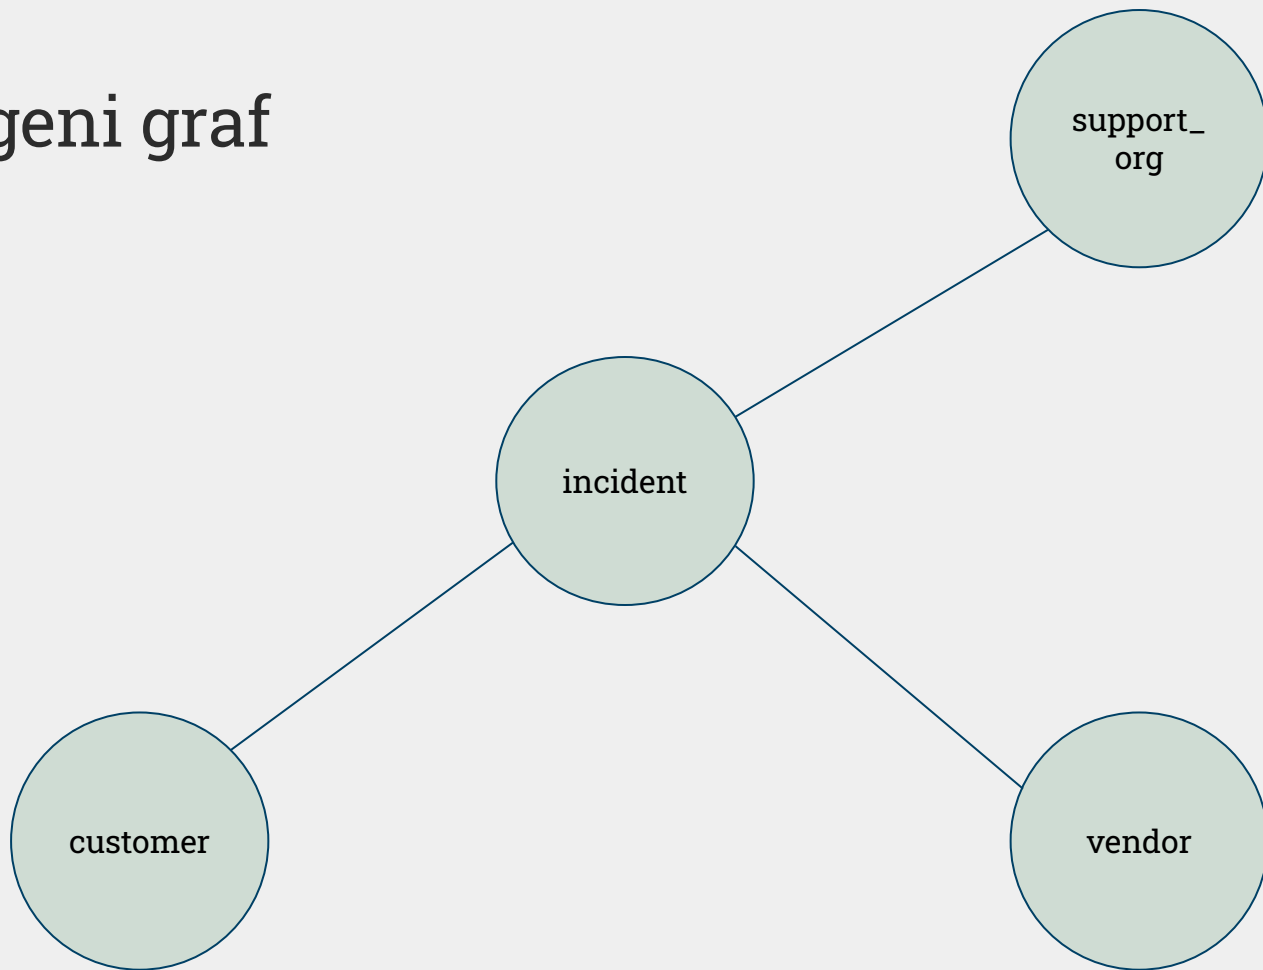 geni graf
support_
org
incident
customer
vendor